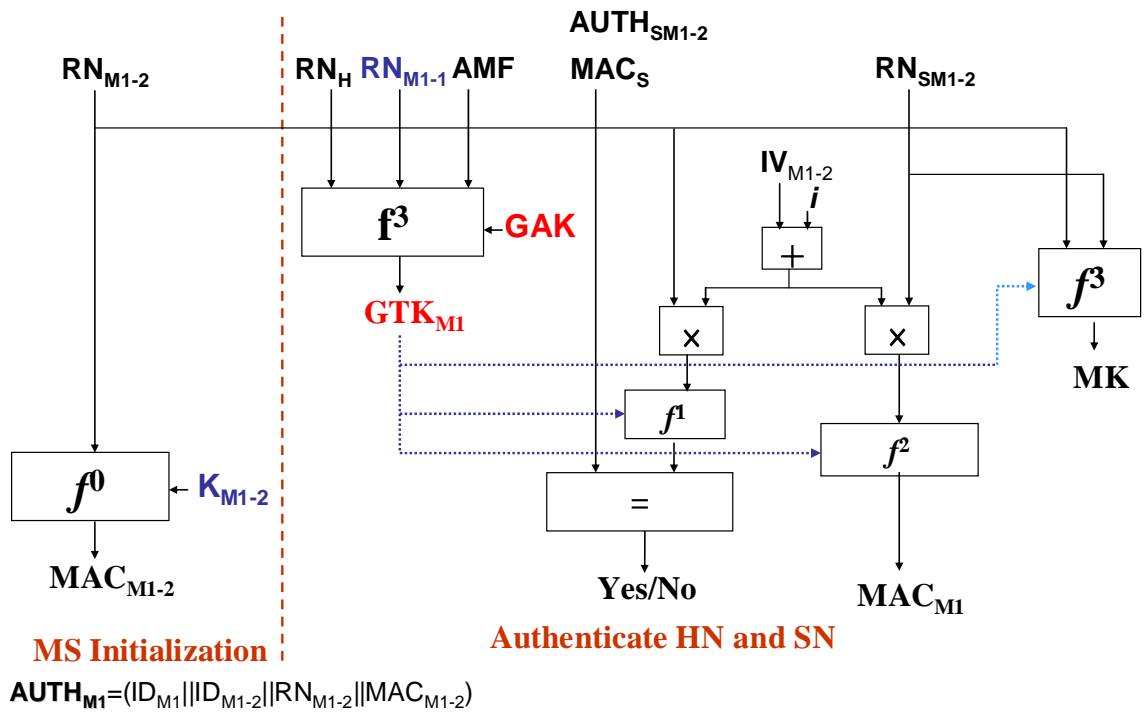 AUTH_SM1-2
RN_M1-2 RN_H RN_M1-1 AMF MAC_S RN_SM1-2
IV_M1-2
i
f³ GAK
+
f³
GTK_M1
× ×
MK
f¹
f²
f⁰ K_M1-2
=
MAC_M1-2 Yes/No MAC_M1
MS Initialization Authenticate HN and SN
AUTH_M1=(ID_M1||ID_M1-2||RN_M1-2||MAC_M1-2)